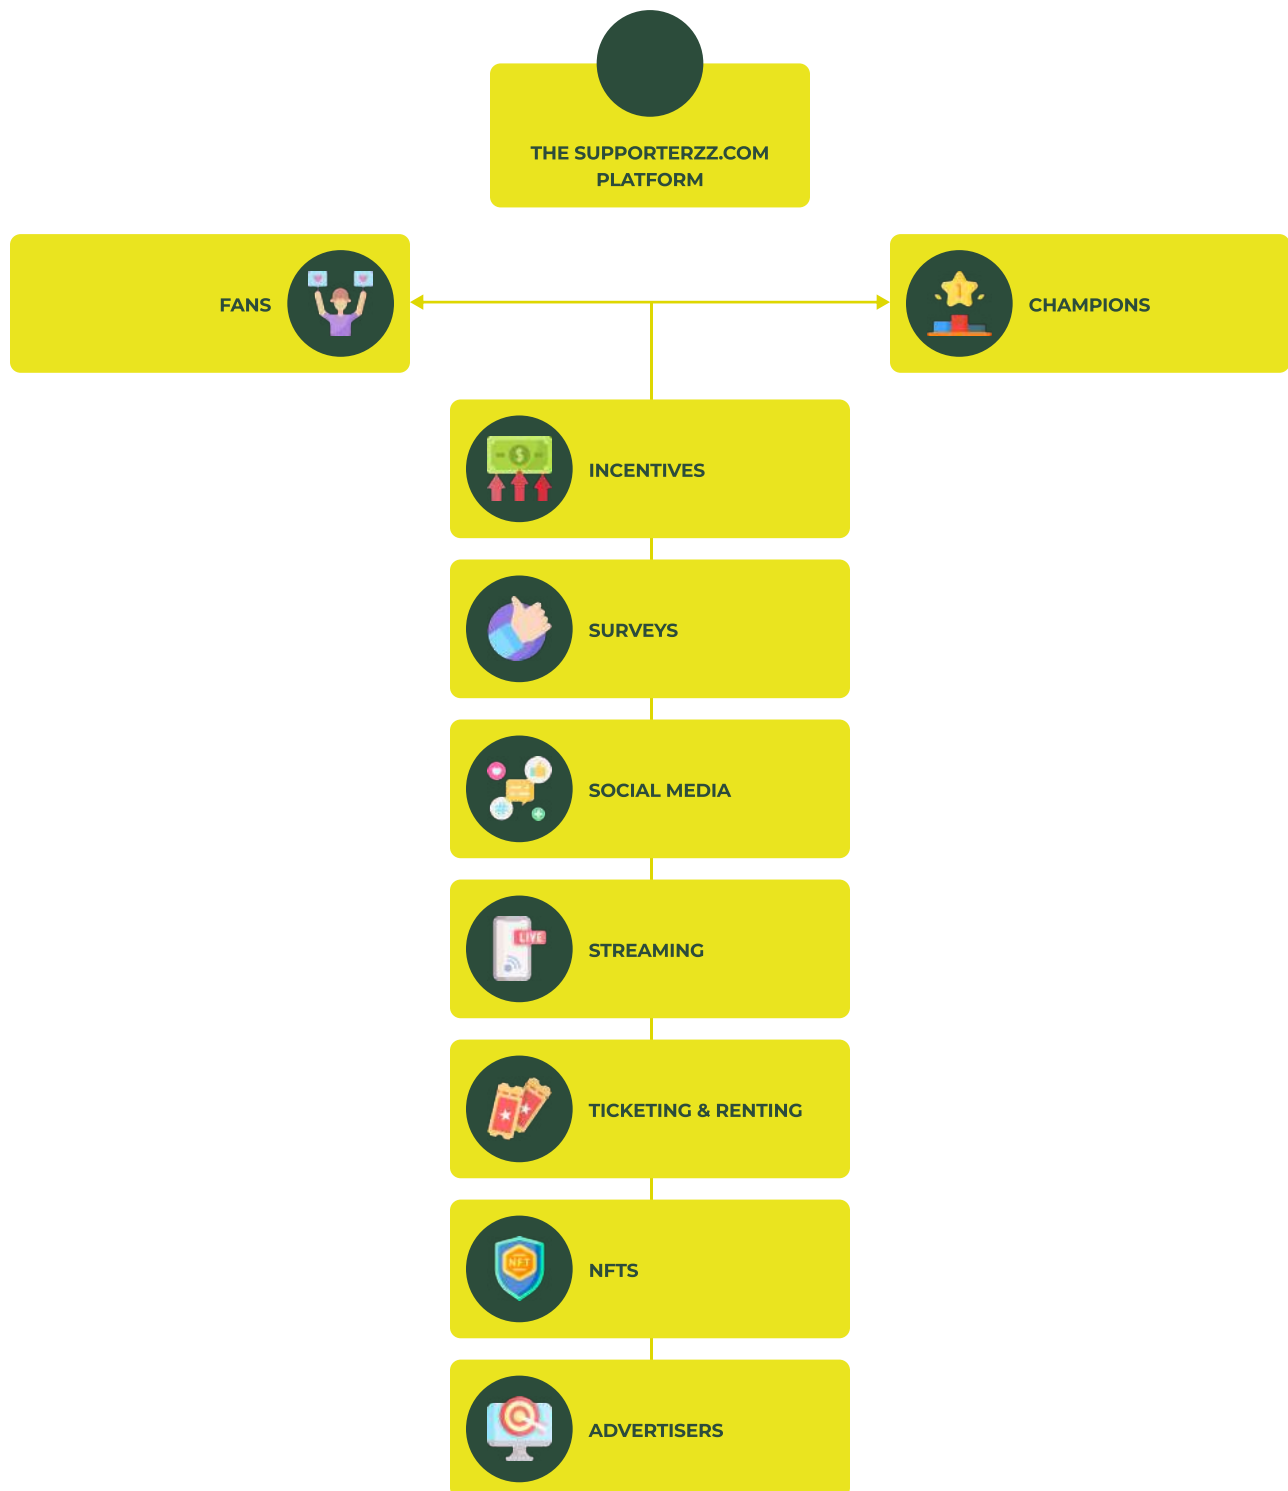 THE SUPPORTERZZ.COM
PLATFORM
FANS
CHAMPIONS
INCENTIVES
SURVEYS
SOCIAL MEDIA
LIVE
STREAMING
TICKETING & RENTING
NFT
NFTS
ADVERTISERS